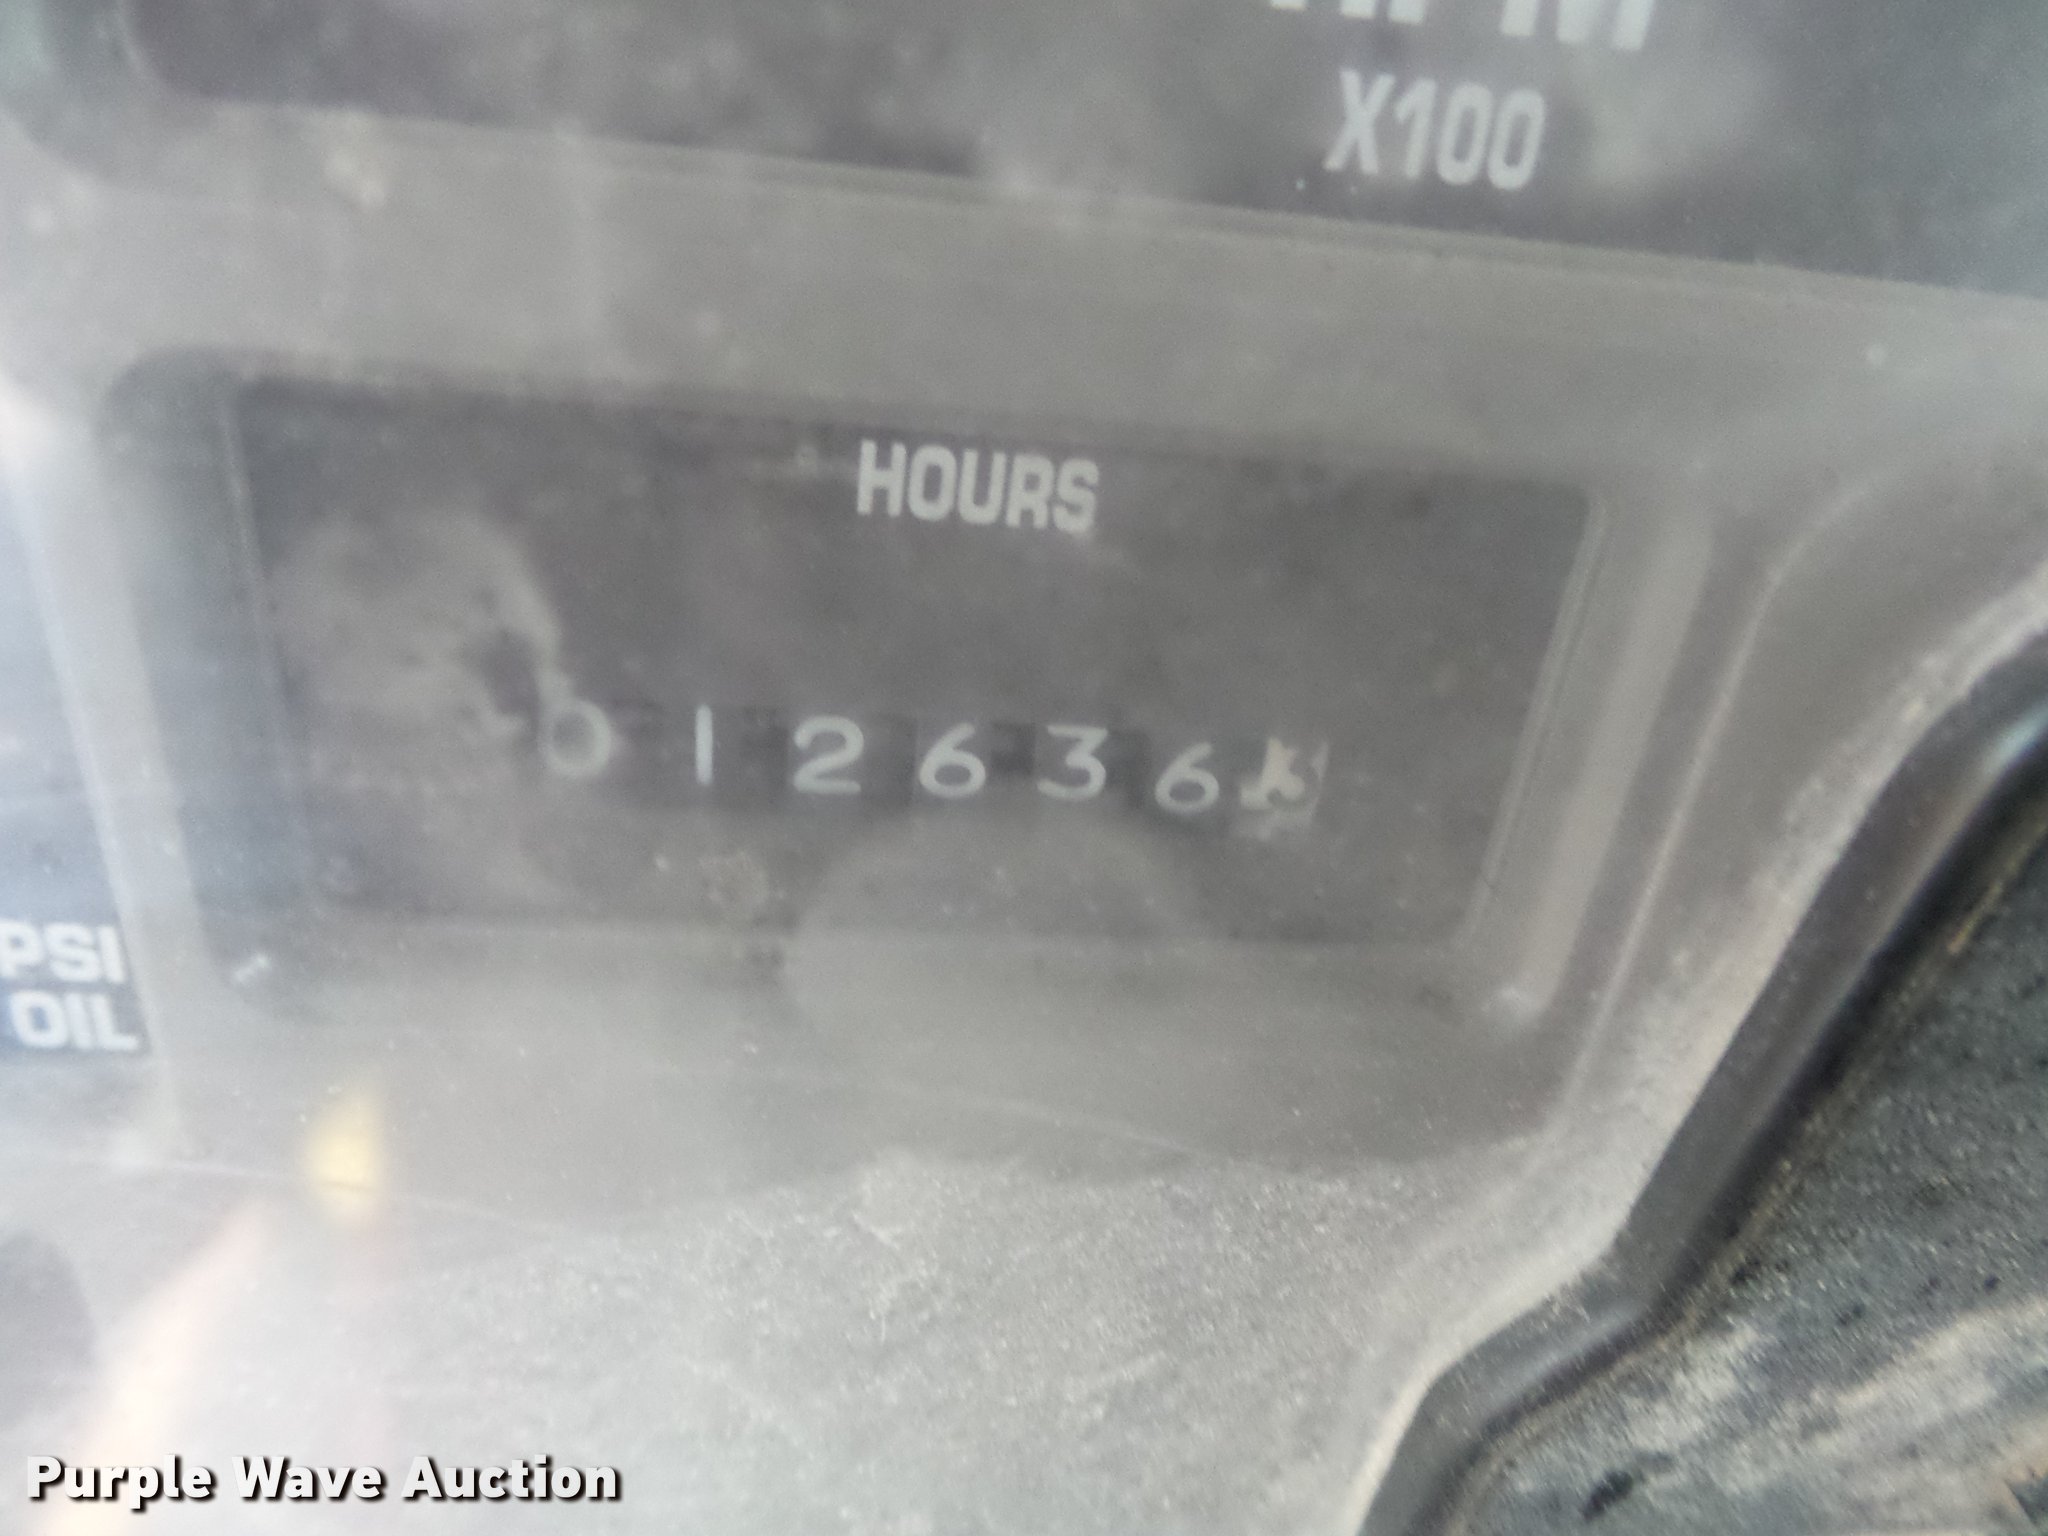 X100
HOURS
012636
PSI
OIL
Purple Wave Auction